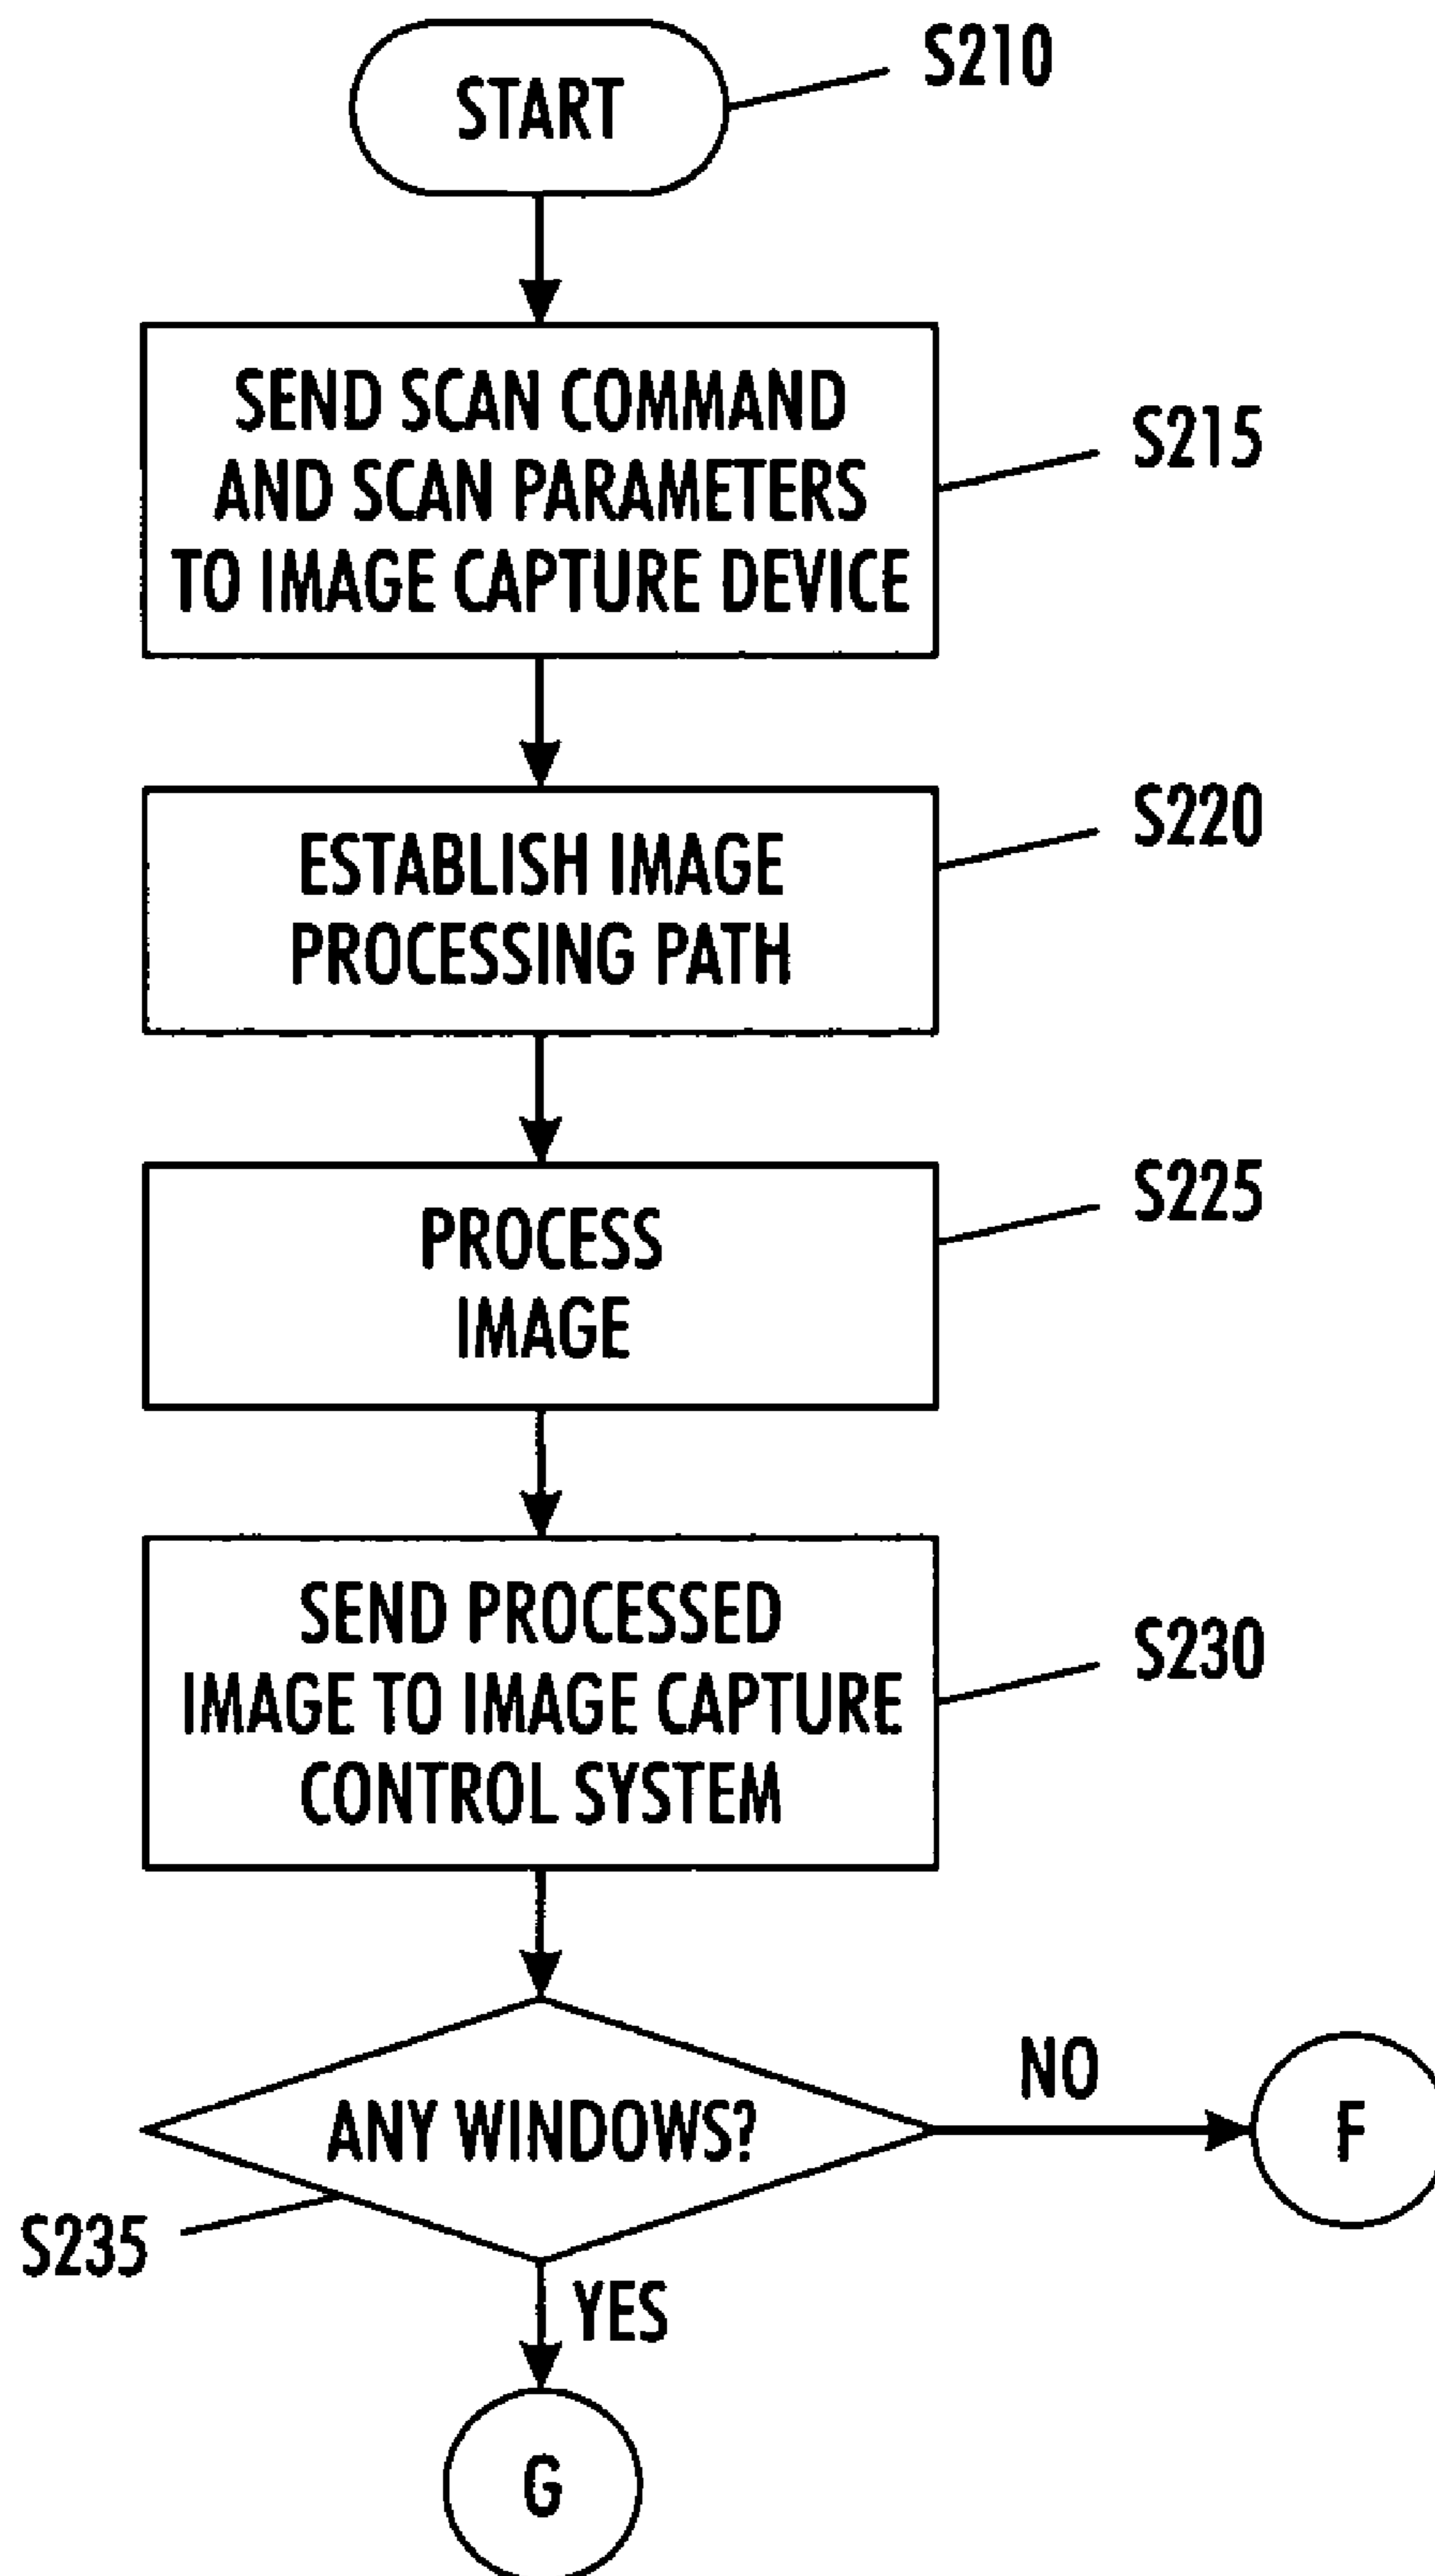 START
S210
SEND SCAN COMMAND
AND SCAN PARAMETERS
TO IMAGE CAPTURE DEVICE
S215
ESTABLISH IMAGE
PROCESSING PATH
S220
PROCESS
IMAGE
S225
SEND PROCESSED
IMAGE TO IMAGE CAPTURE
CONTROL SYSTEM
S230
ANY WINDOWS?
NO
F
S235
YES
G